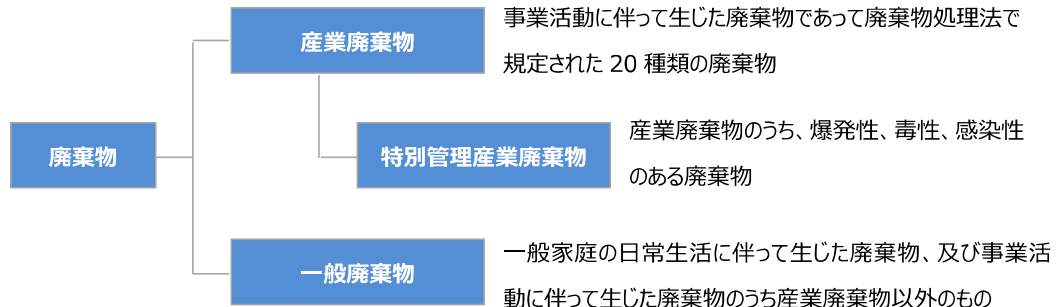 産業廃棄物
事業活動に伴って生じた廃棄物であって廃棄物処理法で
規定された 20 種類の廃棄物
廃棄物
特別管理産業廃棄物
産業廃棄物のうち、爆発性、毒性、感染性
のある廃棄物
一般廃棄物
一般家庭の日常生活に伴って生じた廃棄物、及び事業活
動に伴って生じた廃棄物のうち産業廃棄物以外のもの